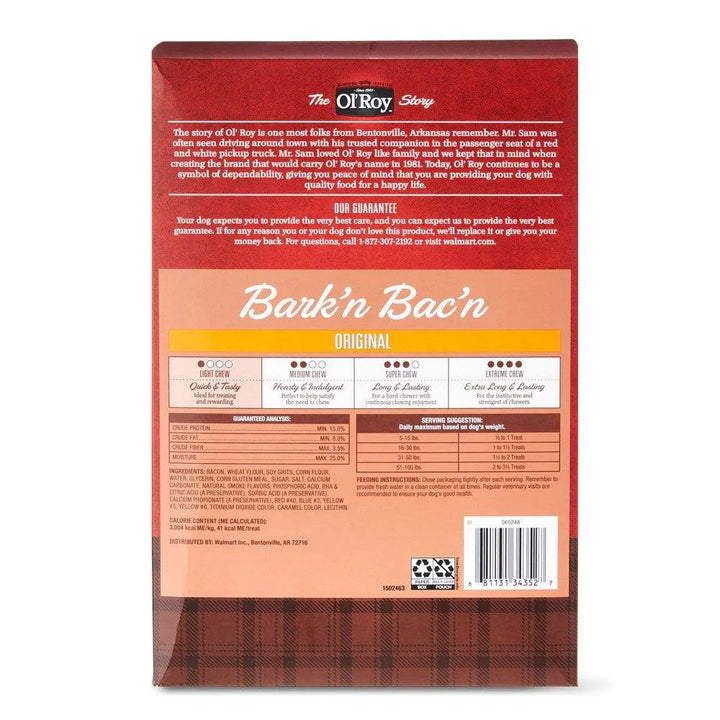 The Ol'Roy Story
Since 1981
The story of Ol' Roy is one most folks from Bentonville, Arkansas remember. Mr. Sam was
often seen driving around town with his trusted companion in the passenger seat of a red
and white pickup truck. Mr. Sam loved Ol' Roy like family and we kept that in mind when
creating the brand that would carry Ol' Roy's name in 1981. Today, Ol' Roy continues to be a
symbol of dependability, giving you peace of mind that you are providing your dog with
quality food for a happy life.
OUR GUARANTEE
Your dog expects you to provide the very best care, and you can expect us to provide the very best
guarantee. If for any reason you or your dog don't love this product, we'll replace it or give you your
money back. For questions, call 1-877-307-2192 or visit walmart.com.
Bark'n Bac'n
ORIGINAL
LIGHT CHEW
Quick & Tasty
Ideal for treating
and rewarding.
MEDIUM CHEW
Hearty & Indulgent
Perfect to help satisfy
the need to chew.
SUPER CHEW
Long & Lasting
For a hard chewer with
continuous chewing enjoyment.
EXTREME CHEW
Extra Long & Lasting
For the instinctive and
strongest of chewers.
GUARANTEED ANALYSIS:
CRUDE PROTEIN MIN. 15.0%
CRUDE FAT MIN. 6.0%
CRUDE FIBER MAX. 3.5%
MOISTURE MAX. 25.0%
INGREDIENTS: BACON, WHEAT FLOUR, SOY GRITS, CORN FLOUR,
WATER, GLYCERIN, CORN GLUTEN MEAL, SUGAR, SALT, CALCIUM
CARBONATE, NATURAL SMOKE FLAVORS, PHOSPHORIC ACID, BHA &
CITRIC ACID (A PRESERVATIVE), SORBIC ACID (A PRESERVATIVE),
CALCIUM PROPIONATE (A PRESERVATIVE), RED #40, BLUE #2, YELLOW
#5, YELLOW #6, TITANIUM DIOXIDE COLOR, CARAMEL COLOR, LECITHIN.
CALORIE CONTENT (ME CALCULATED):
3,004 kcal ME/kg, 41 kcal ME/treat
DISTRIBUTED BY: Walmart Inc., Bentonville, AR 72716
SERVING SUGGESTION:
Daily maximum based on dog's weight.
5-15 lbs. ½ to 1 Treat
16-30 lbs. 1 to 1½ Treats
31-50 lbs. 1½ to 2 Treats
51-100 lbs. 2 to 3½ Treats
FEEDING INSTRUCTIONS: Close packaging tightly after each serving. Remember to
provide fresh water in a clean container at all times. Regular veterinary visits are
recommended to ensure your dog's good health.
065248
6 81131 34352 7
PAPER BOX
POUCH
1502463